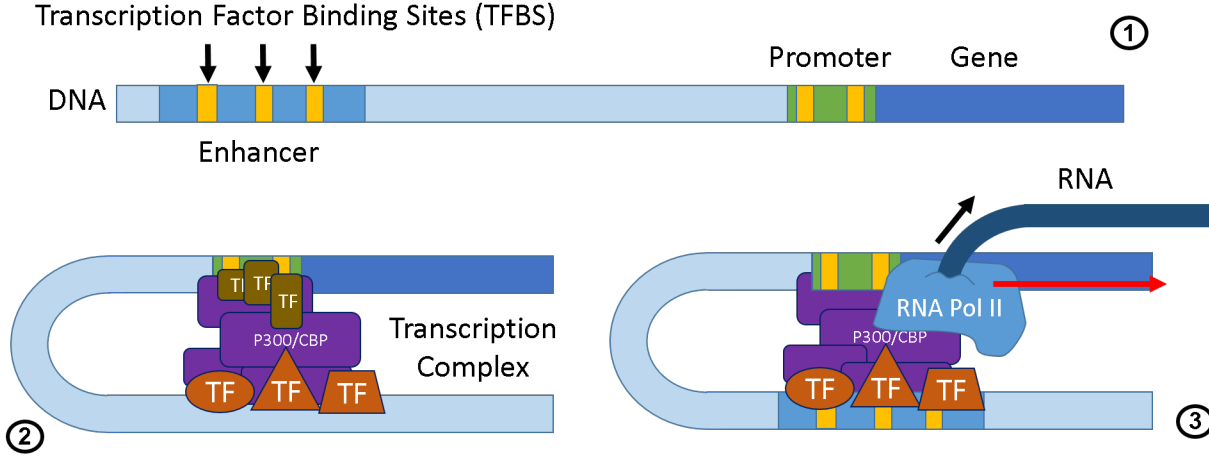 Transcription Factor Binding Sites (TFBS)
1
Promoter
Gene
DNA
Enhancer
RNA
TF
TF
TF
P300/CBP
Transcription
Complex
TF
TF
TF
2
RNA Pol II
P300/CBP
TF
TF
TF
3